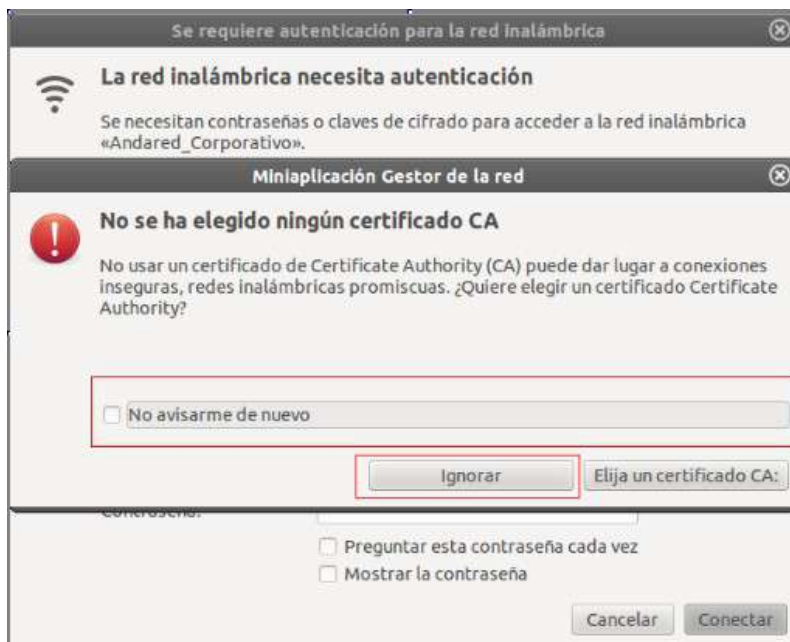 Se requiere autenticación para la red inalámbrica
La red inalámbrica necesita autenticación
Se necesitan contraseñas o claves de cifrado para acceder a la red inalámbrica
«Andared_Corporativo».
Miniaplicación Gestor de la red
No se ha elegido ningún certificado CA
No usar un certificado de Certificate Authority (CA) puede dar lugar a conexiones
inseguras, redes inalámbricas promiscuas. ¿Quiere elegir un certificado Certificate
Authority?
No avisarme de nuevo
Ignorar
Elija un certificado CA:
Contraseña:
Preguntar esta contraseña cada vez
Mostrar la contraseña
Cancelar
Conectar